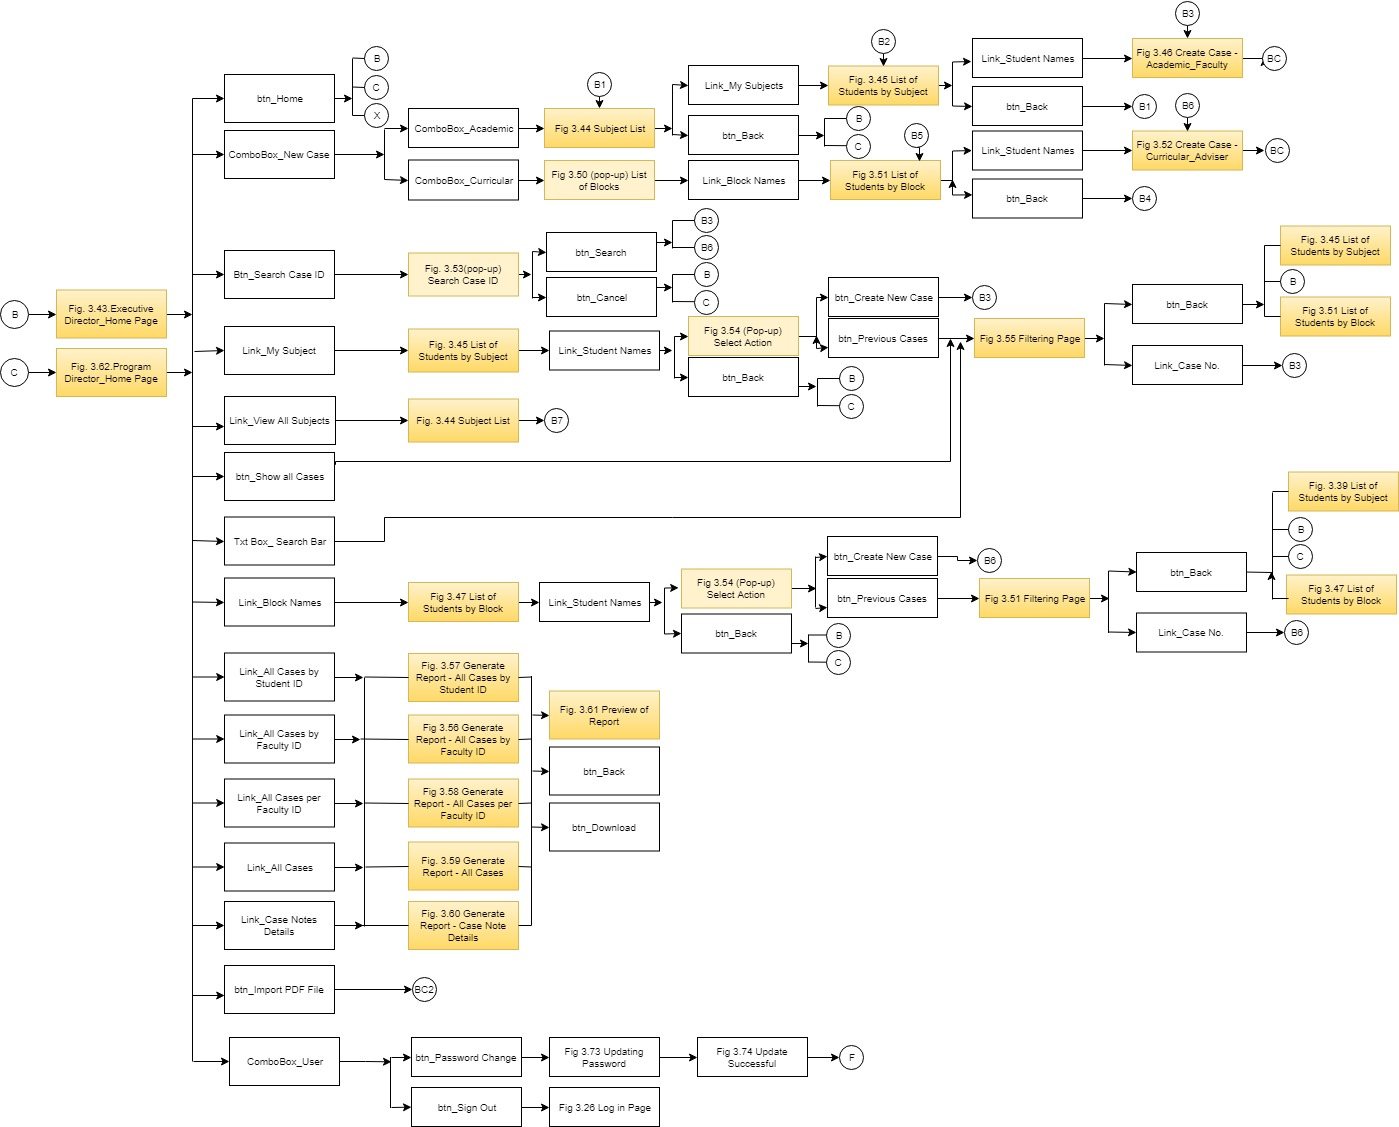 B3
B2
Link_Student Names
Fig 3.46 Create Case -
Academic_Faculty
BC
B
btn_Home
C
X
B1
Link_My Subjects
Fig. 3.45 List of
Students by Subject
btn_Back
B1
B6
ComboBox_New Case
ComboBox_Academic
Fig 3.44 Subject List
btn_Back
B
C
B5
Link_Student Names
Fig 3.52 Create Case -
Curricular_Adviser
BC
ComboBox_Curricular
Fig 3.50 (pop-up) List
of Blocks
Link_Block Names
Fig 3.51 List of
Students by Block
btn_Back
B4
Btn_Search Case ID
Fig. 3.53(pop-up)
Search Case ID
btn_Search
B3
B6
btn_Cancel
B
C
B
Fig. 3.43.Executive
Director_Home Page
C
Fig. 3.62.Program
Director_Home Page
Link_My Subject
Fig. 3.45 List of
Students by Subject
Link_Student Names
Fig 3.54 (Pop-up)
Select Action
btn_Create New Case
B3
btn_Previous Cases
Fig 3.55 Filtering Page
btn_Back
Fig. 3.45 List of
Students by Subject
B
Fig. 3.51 List of
Students by Block
Link_Case No.
B3
btn_Back
B
C
Link_View All Subjects
Fig. 3.44 Subject List
B7
btn_Show all Cases
Txt Box_ Search Bar
Link_Block Names
Fig 3.47 List of
Students by Block
Link_Student Names
Fig 3.54 (Pop-up)
Select Action
btn_Create New Case
B6
btn_Previous Cases
Fig 3.51 Filtering Page
btn_Back
Fig. 3.39 List of
Students by Subject
B
C
Fig. 3.47 List of
Students by Block
Link_Case No.
B6
btn_Back
B
C
Link_All Cases by
Student ID
Fig. 3.57 Generate
Report - All Cases by
Student ID
Link_All Cases by
Faculty ID
Fig 3.56 Generate
Report - All Cases by
Faculty ID
Link_All Cases per
Faculty ID
Fig 3.58 Generate
Report - All Cases per
Faculty ID
Link_All Cases
Fig. 3.59 Generate
Report - All Cases
Link_Case Notes
Details
Fig. 3.60 Generate
Report - Case Note
Details
Fig. 3.61 Preview of
Report
btn_Back
btn_Download
btn_Import PDF File
BC2
ComboBox_User
btn_Password Change
Fig 3.73 Updating
Password
Fig 3.74 Update
Successful
F
btn_Sign Out
Fig 3.26 Log in Page